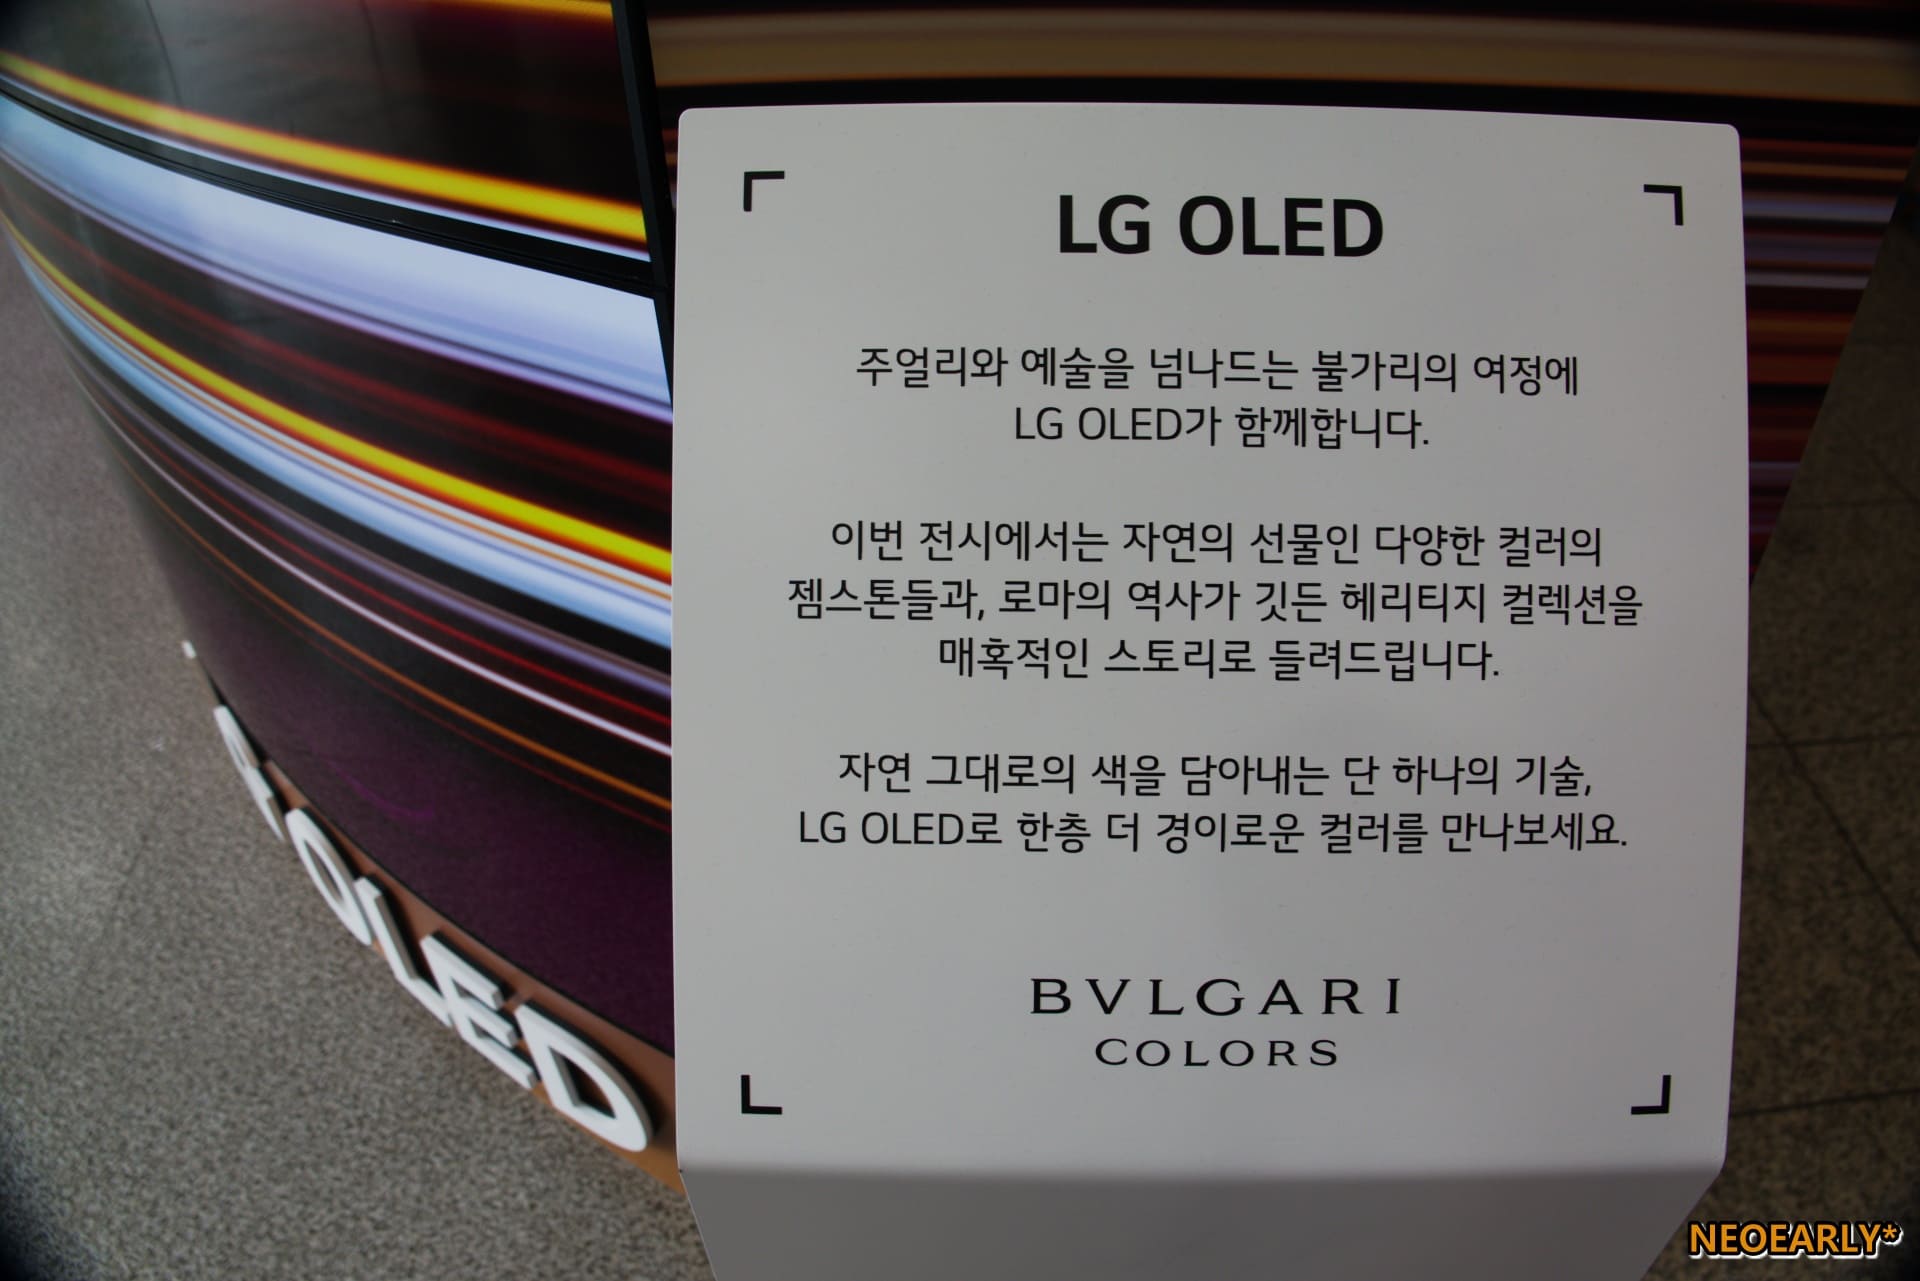 LG OLED
주얼리와 예술을 넘나드는 불가리의 여정에
LG OLED가 함께합니다.
이번 전시에서는 자연의 선물인 다양한 컬러의
젬스톤들과, 로마의 역사가 깃든 헤리티지 컬렉션을
매혹적인 스토리로 들려드립니다.
자연 그대로의 색을 담아내는 단 하나의 기술,
LG OLED로 한층 더 경이로운 컬러를 만나보세요.
BVLGARI
COLORS
OLED
NEOEARLY*